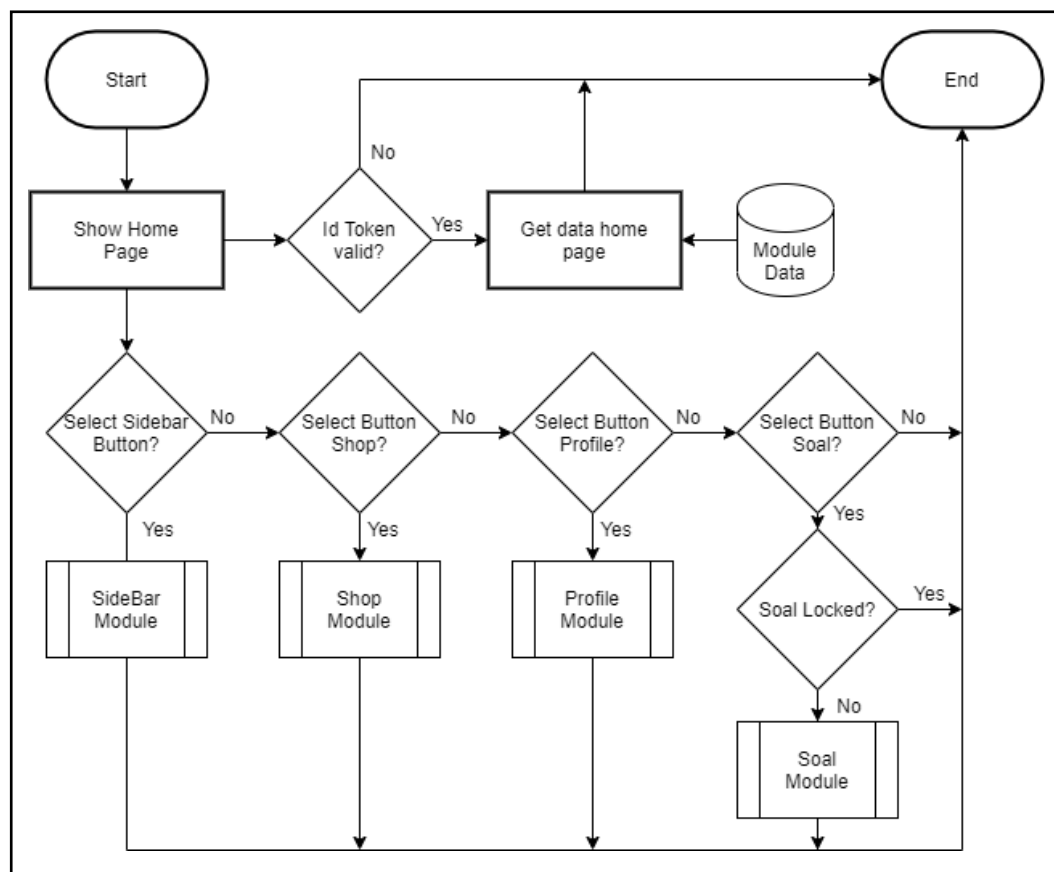 Start
End
No
Show Home
Page
Id Token
valid?
Yes
Get data home
page
Module
Data
Select Sidebar
Button?
No
Select Button
Shop?
No
Select Button
Profile?
No
Select Button
Soal?
No
Yes
Yes
Yes
Yes
SideBar
Module
Shop
Module
Profile
Module
Soal Locked?
Yes
No
Soal
Module